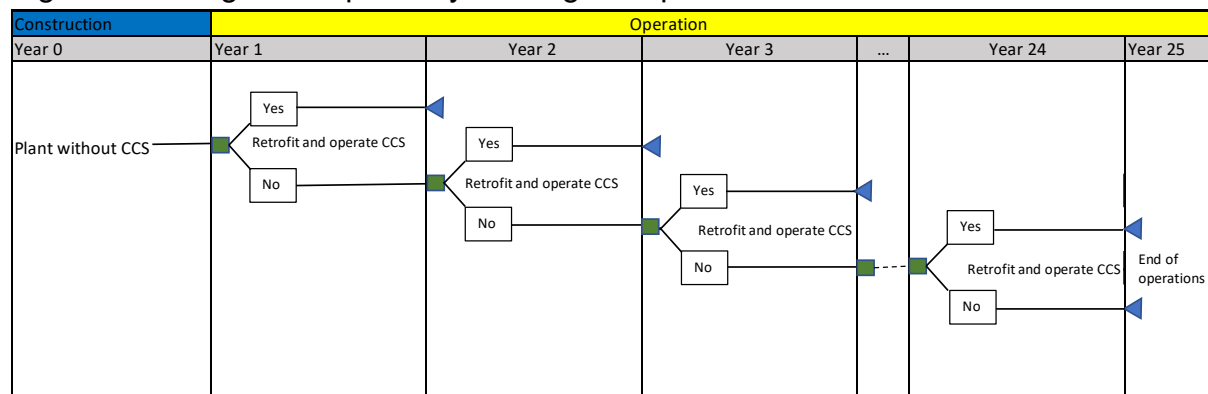 Construction
Operation
Year 0
Year 1
Year 2
Year 3
...
Year 24
Year 25
Plant without CCS
Yes
Retrofit and operate CCS
No
Yes
Retrofit and operate CCS
No
Yes
Retrofit and operate CCS
No
Yes
Retrofit and operate CCS
No
End of
operations